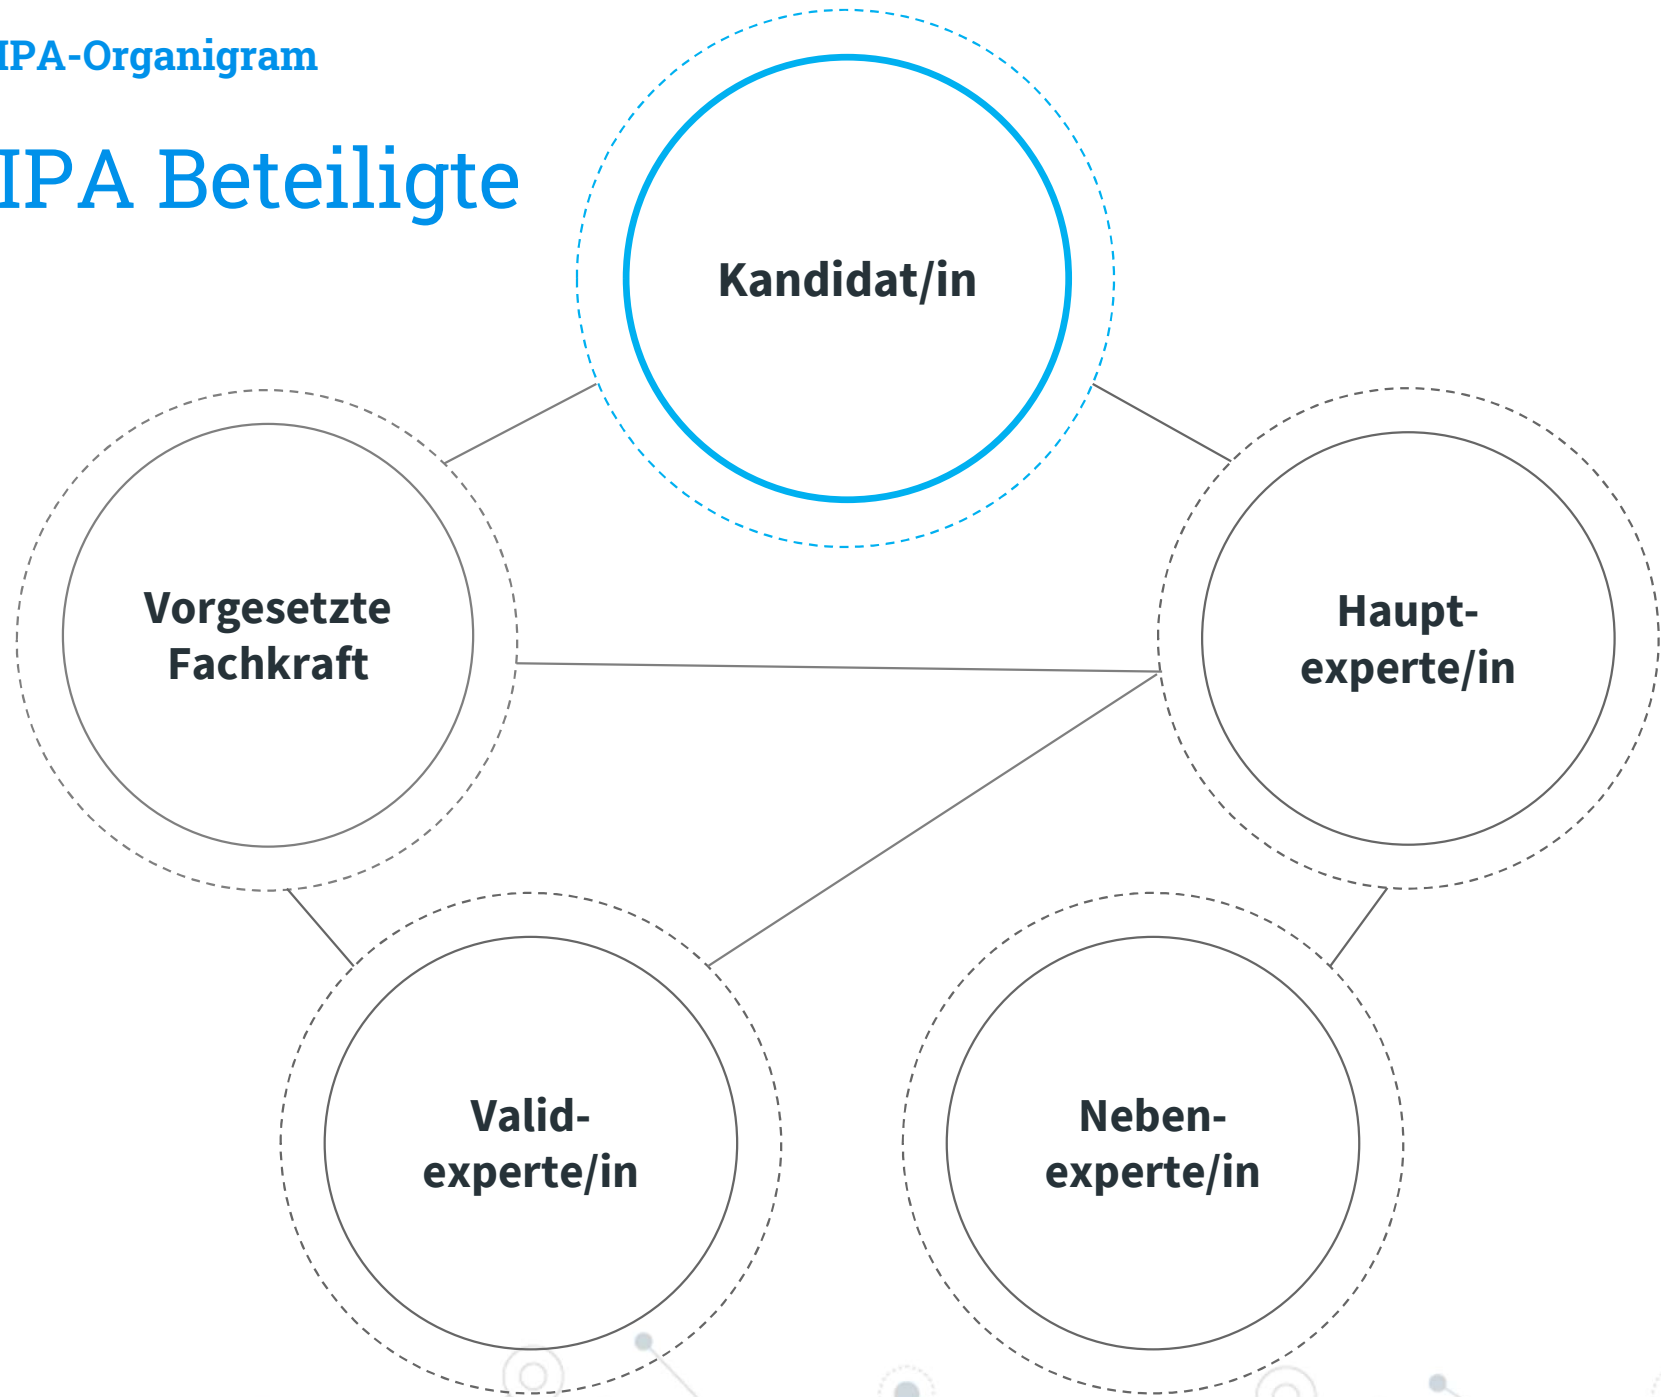 IPA-Organigram
IPA Beteiligte
Kandidat/in
Vorgesetzte
Fachkraft
Haupt-
experte/in
Valid-
experte/in
Neben-
experte/in